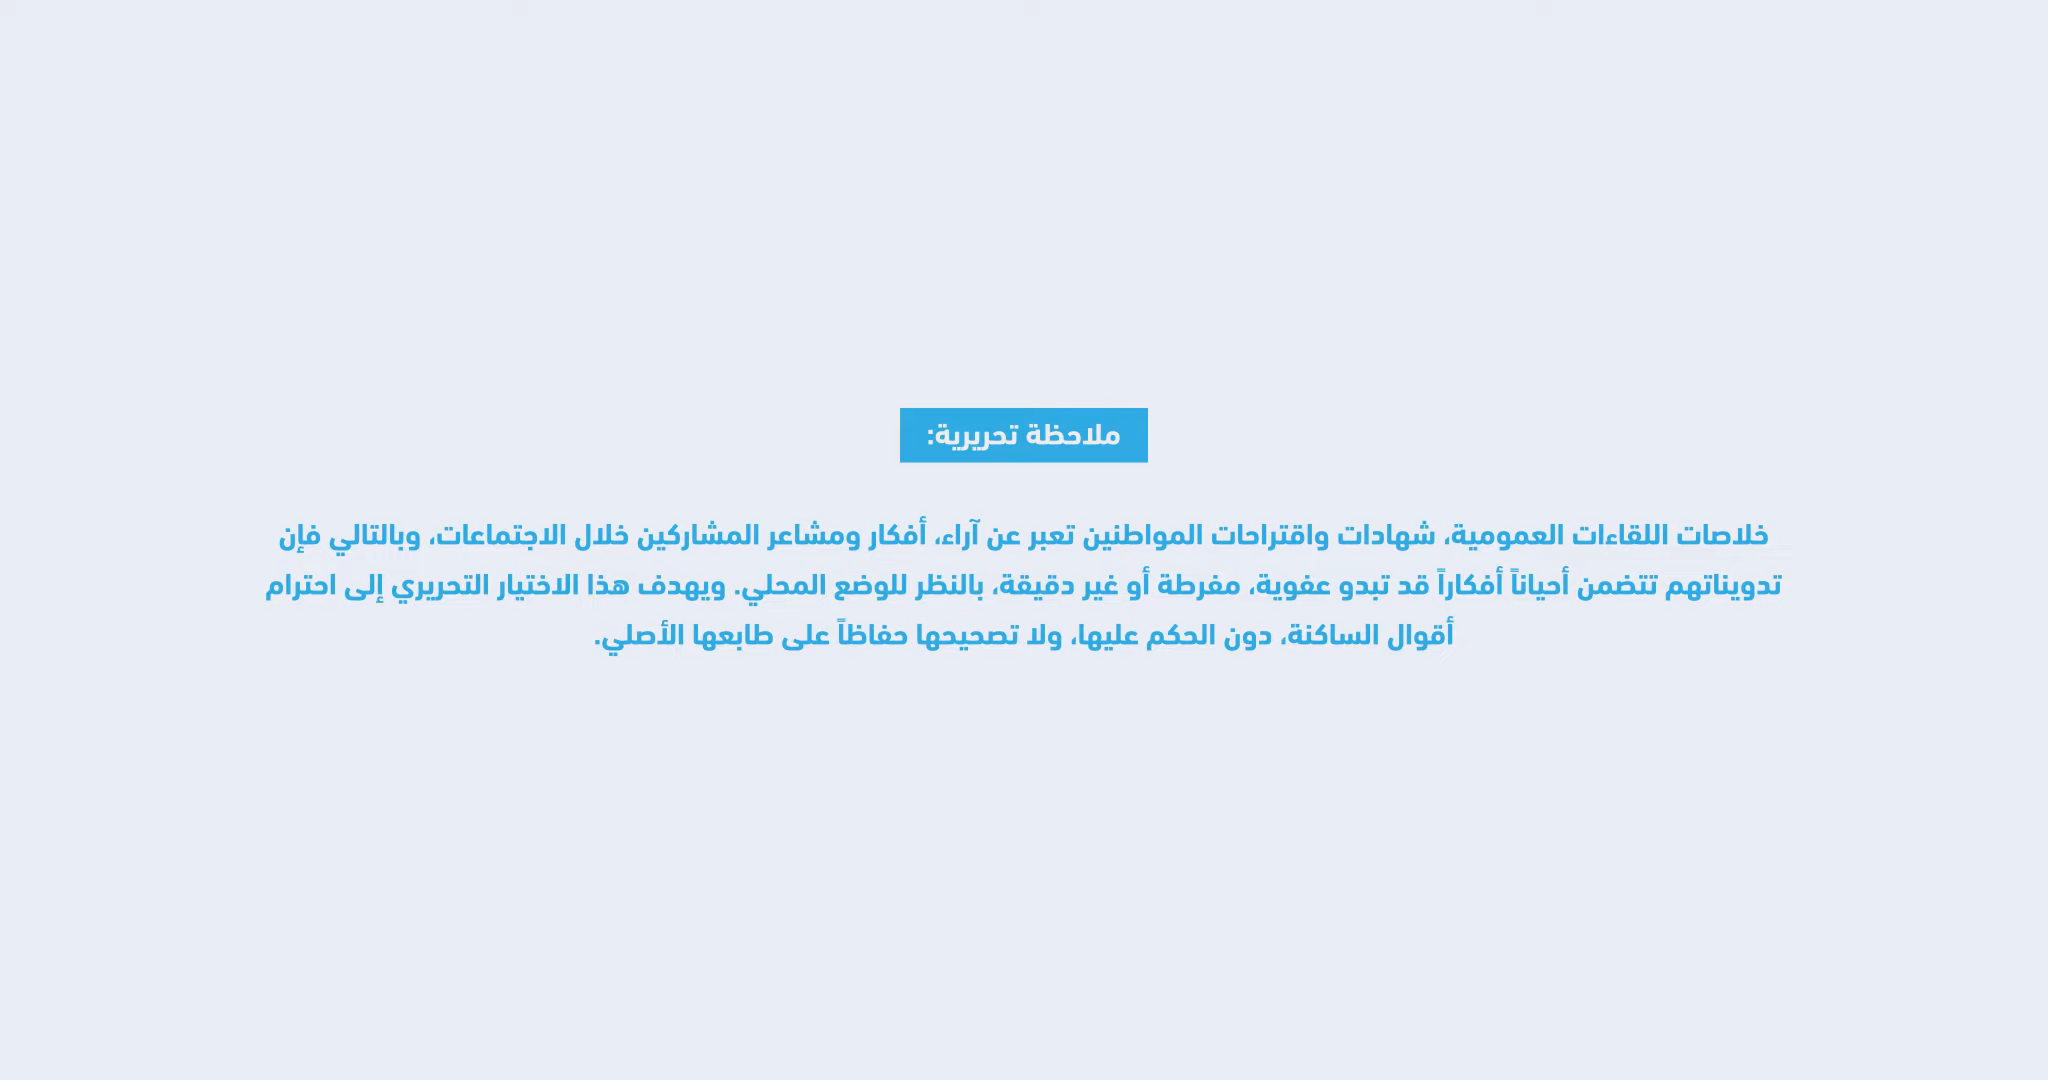 ملاحظة تحريرية:
خلاصات اللقاءات العمومية، شهادات واقتراحات المواطنين تعبر عن آراء، أفكار ومشاعر المشاركين خلال الاجتماعات، وبالتالي فإن
تدويناتهم تتضمن أحياناً أفكاراً قد تبدو عفوية، مفرطة أو غير دقيقة، بالنظر للوضع المحلي. ويهدف هذا الاختيار التحريري إلى احترام
أقوال الساكنة، دون الحكم عليها، ولا تصحيحها حفاظاً على طابعها الأصلي.